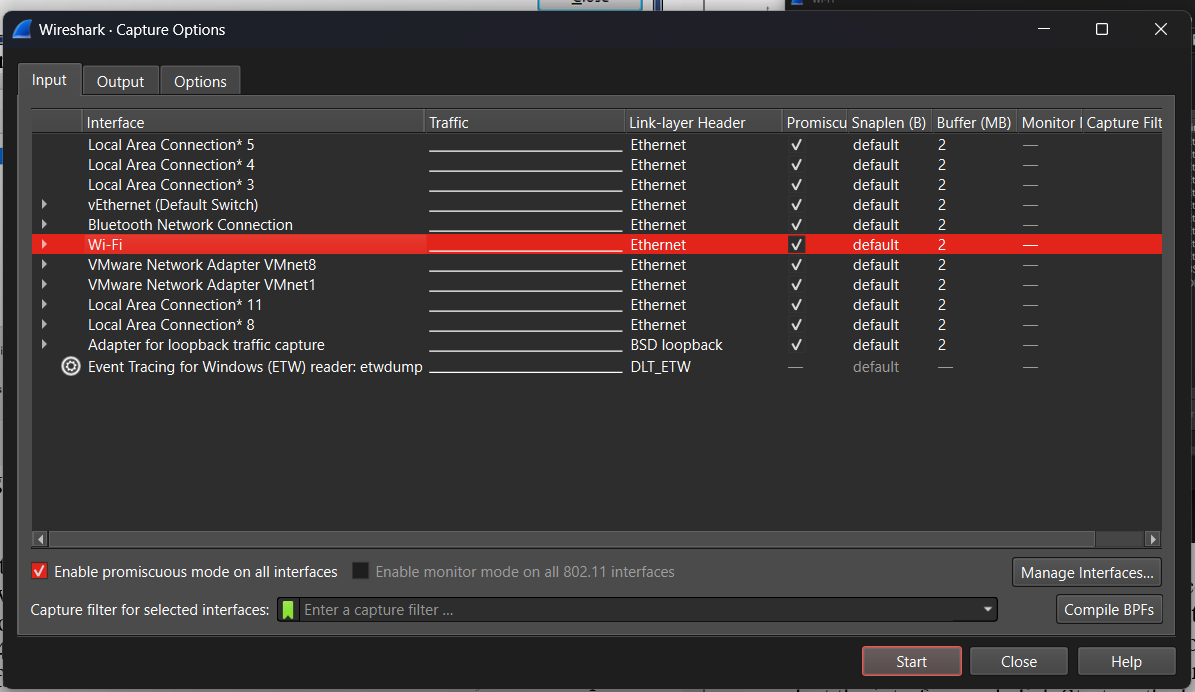 Close
Wi-Fi
Wireshark · Capture Options
Input Output Options
Interface Traffic Link-layer Header Promiscu Snaplen (B) Buffer (MB) Monitor Capture Filt
Local Area Connection* 5 Ethernet ✓ default 2 —
Local Area Connection* 4 Ethernet ✓ default 2 —
Local Area Connection* 3 Ethernet ✓ default 2 —
vEthernet (Default Switch) Ethernet ✓ default 2 —
Bluetooth Network Connection Ethernet ✓ default 2 —
Wi-Fi Ethernet ✓ default 2 —
VMware Network Adapter VMnet8 Ethernet ✓ default 2 —
VMware Network Adapter VMnet1 Ethernet ✓ default 2 —
Local Area Connection* 11 Ethernet ✓ default 2 —
Local Area Connection* 8 Ethernet ✓ default 2 —
Adapter for loopback traffic capture BSD loopback ✓ default 2 —
Event Tracing for Windows (ETW) reader: etwdump DLT_ETW — default — —
Enable promiscuous mode on all interfaces Enable monitor mode on all 802.11 interfaces Manage Interfaces...
Capture filter for selected interfaces: Enter a capture filter ... Compile BPFs
Start Close Help